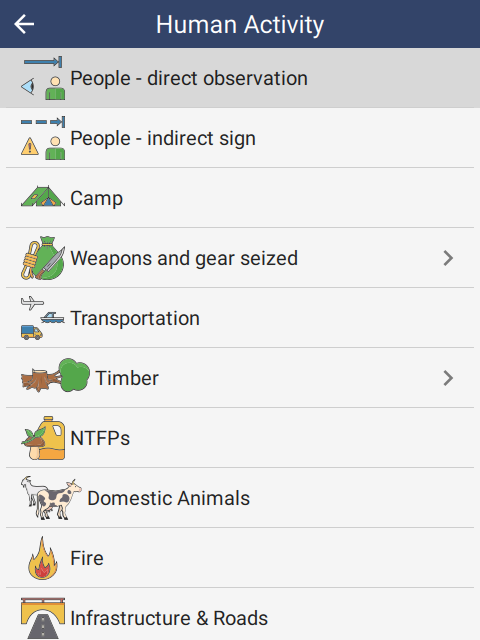 Human Activity
People - direct observation
People - indirect sign
Camp
Weapons and gear seized
Transportation
Timber
NTFPs
Domestic Animals
Fire
Infrastructure & Roads